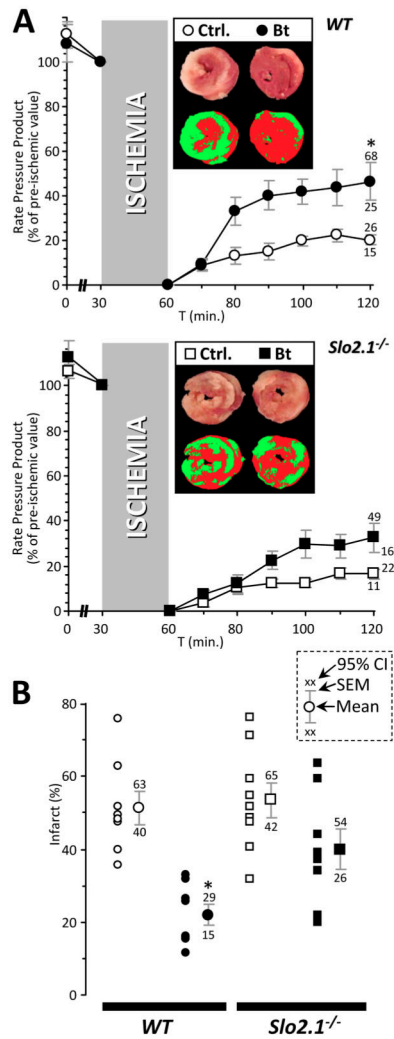 A
Ctrl. Bt WT
Rate Pressure Product
(% of pre-ischemic value)
100
80
60
40
20
0
ISCHEMIA
*
68
25
26
15
0 30 60 80 100 120
T (min.)
Ctrl. Bt Slo2.1-/-
Rate Pressure Product
(% of pre-ischemic value)
100
80
60
40
20
0
ISCHEMIA
49
16
22
11
0 30 60 80 100 120
T (min.)
95% CI
xx
SEM
Mean
xx
B
Infarct (%)
80
60
40
20
0
63
40
*
29
15
65
42
54
26
WT Slo2.1-/-